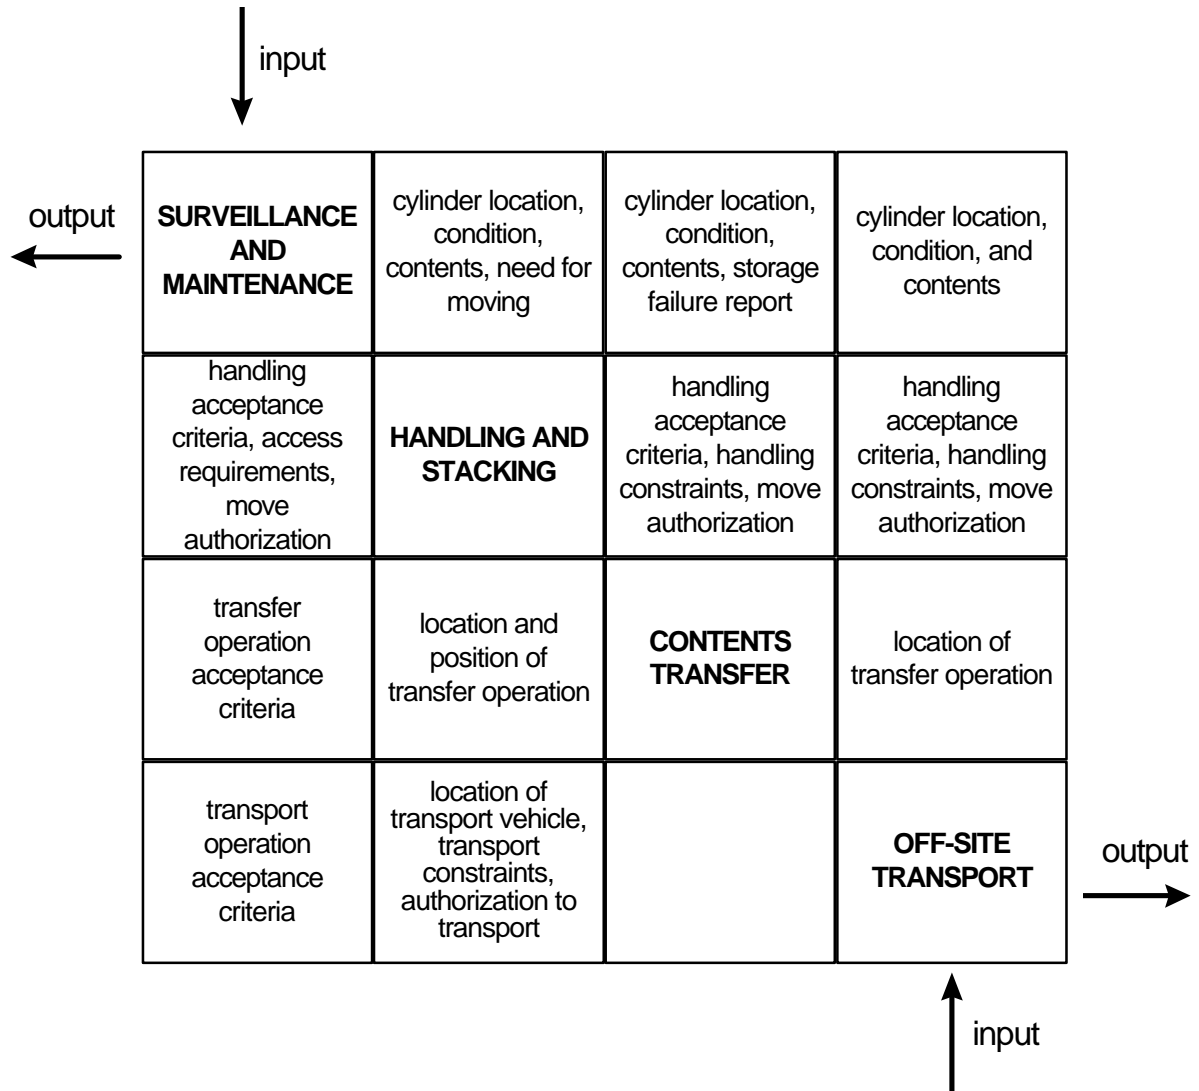 input
output
SURVEILLANCE
AND
MAINTENANCE
cylinder location,
condition,
contents, need for
moving
cylinder location,
condition,
contents, storage
failure report
cylinder location,
condition, and
contents
handling
acceptance
criteria, access
requirements,
move
authorization
HANDLING AND
STACKING
handling
acceptance
criteria, handling
constraints, move
authorization
handling
acceptance
criteria, handling
constraints, move
authorization
transfer
operation
acceptance
criteria
location and
position of
transfer operation
CONTENTS
TRANSFER
location of
transfer operation
transport
operation
acceptance
criteria
location of
transport vehicle,
transport
constraints,
authorization to
transport
OFF-SITE
TRANSPORT
output
input